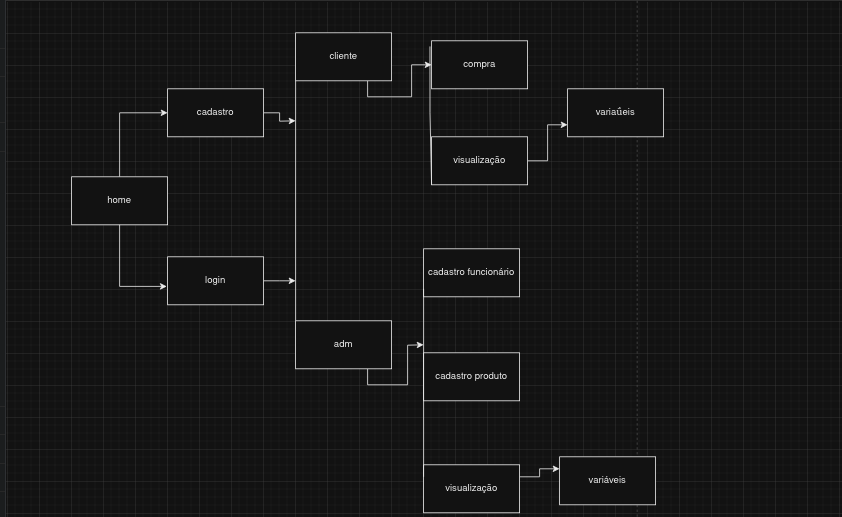 cliente
compra
cadastro
variaûeis
visualização
home
cadastro funcionário
login
adm
cadastro produto
visualização
variáveis